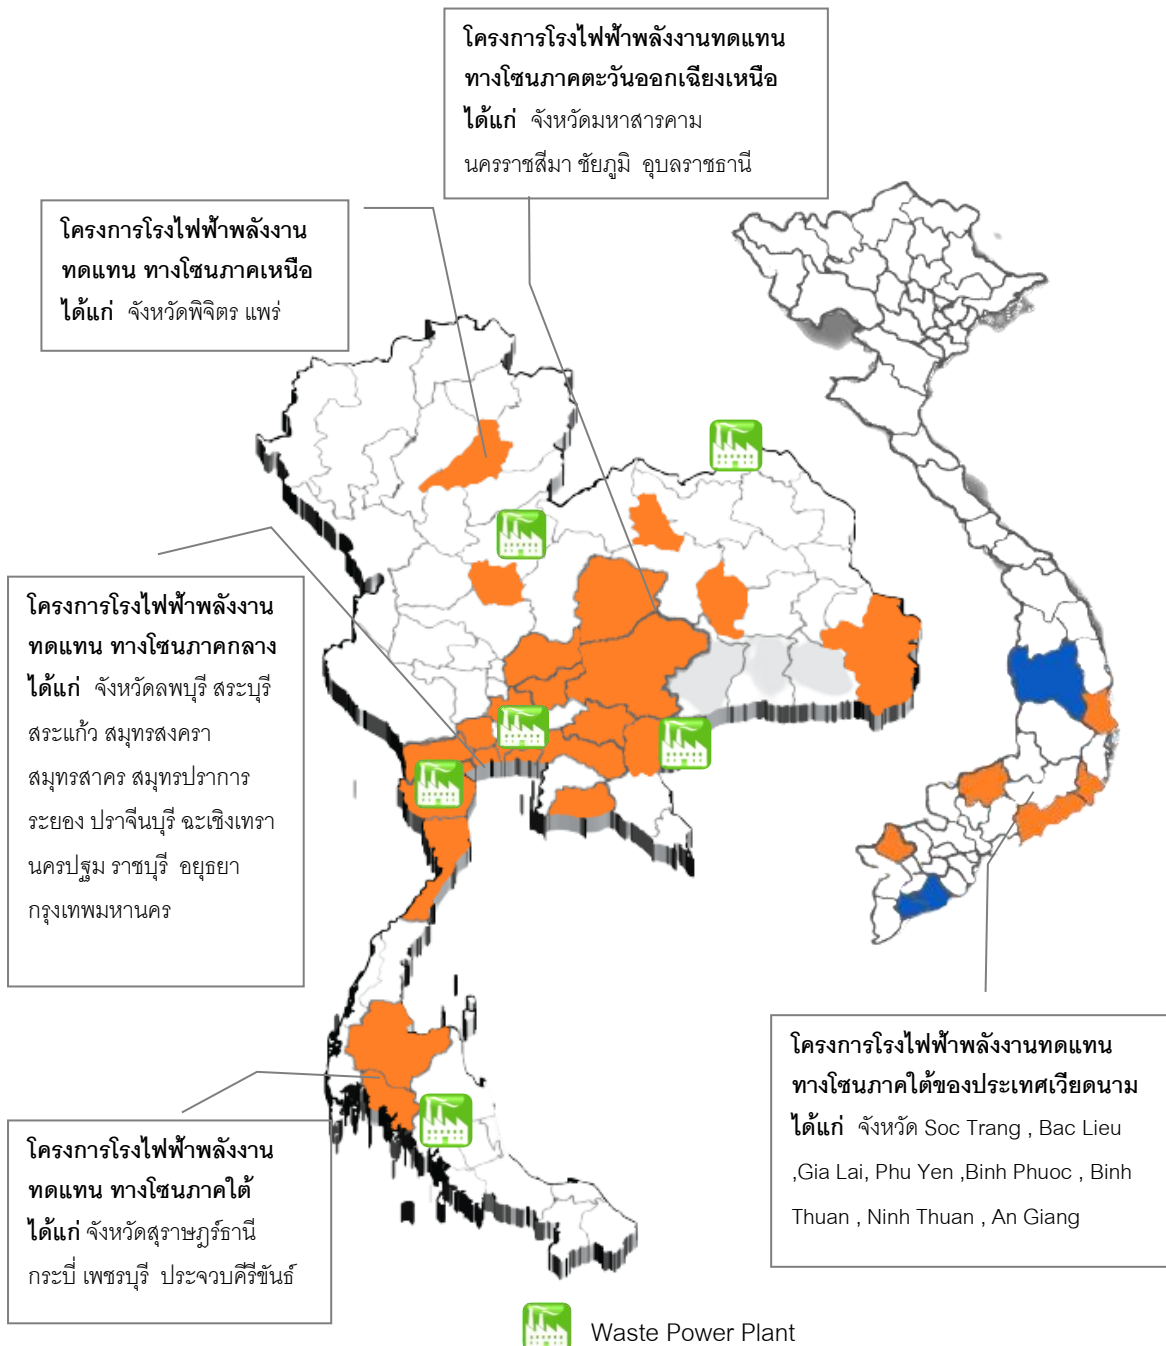 โครงการโรงไฟฟ้าพลังงานทดแทน
ทางโซนภาคตะวันออกเฉียงเหนือ
ได้แก่ จังหวัดมหาสารคาม
นครราชสีมา ชัยภูมิ อุบลราชธานี
โครงการโรงไฟฟ้าพลังงาน
ทดแทน ทางโซนภาคเหนือ
ได้แก่ จังหวัดพิจิตร แพร่
โครงการโรงไฟฟ้าพลังงาน
ทดแทน ทางโซนภาคกลาง
ได้แก่ จังหวัดลพบุรี สระบุรี
สระแก้ว สมุทรสงครา
สมุทรสาคร สมุทรปราการ
ระยอง ปราจีนบุรี ฉะเชิงเทรา
นครปฐม ราชบุรี อยุธยา
กรุงเทพมหานคร
โครงการโรงไฟฟ้าพลังงานทดแทน
ทางโซนภาคใต้ของประเทศเวียดนาม
ได้แก่ จังหวัด Soc Trang , Bac Lieu
,Gia Lai, Phu Yen ,Binh Phuoc , Binh
Thuan , Ninh Thuan , An Giang
โครงการโรงไฟฟ้าพลังงาน
ทดแทน ทางโซนภาคใต้
ได้แก่ จังหวัดสุราษฎร์ธานี
กระบี่ เพชรบุรี ประจวบคีรีขันธ์
Waste Power Plant